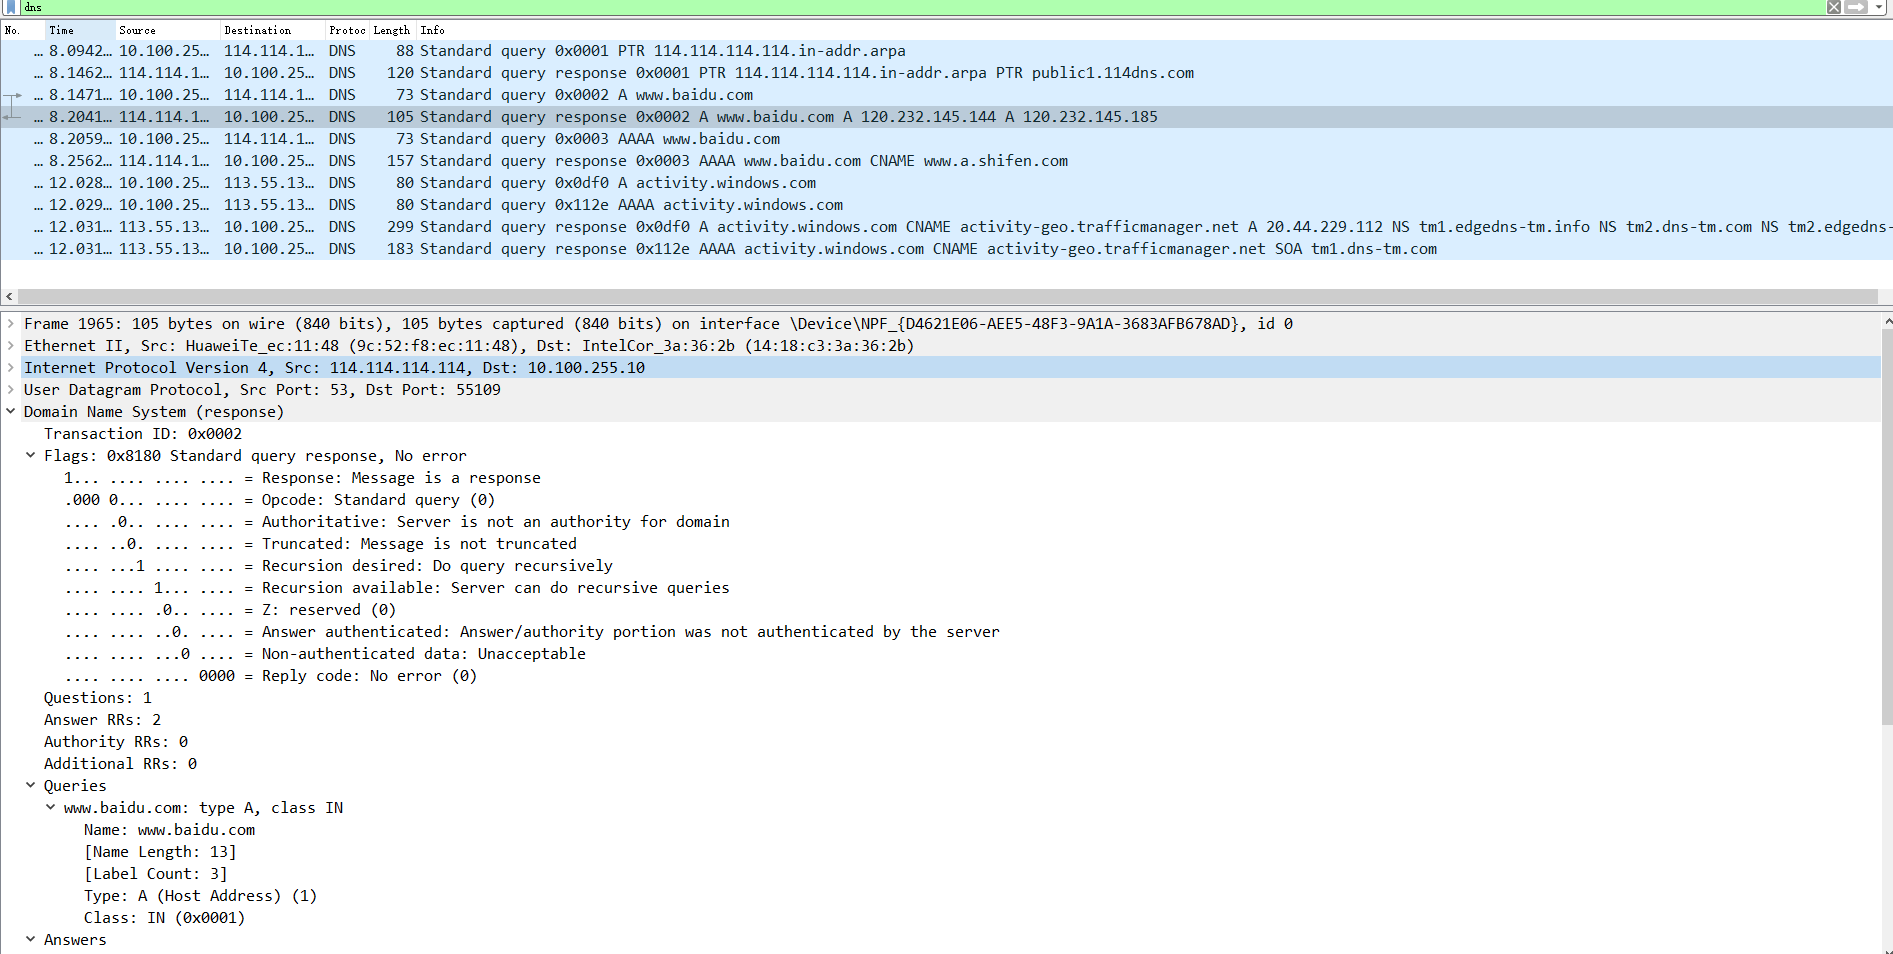 dns
No. Time Source Destination Protoc Length Info
... 8.0942... 10.100.25... 114.114.1... DNS 88 Standard query 0x0001 PTR 114.114.114.114.in-addr.arpa
... 8.1462... 114.114.1... 10.100.25... DNS 120 Standard query response 0x0001 PTR 114.114.114.114.in-addr.arpa PTR public1.114dns.com
... 8.1471... 10.100.25... 114.114.1... DNS 73 Standard query 0x0002 A www.baidu.com
... 8.2041... 114.114.1... 10.100.25... DNS 105 Standard query response 0x0002 A www.baidu.com A 120.232.145.144 A 120.232.145.185
... 8.2059... 10.100.25... 114.114.1... DNS 73 Standard query 0x0003 AAAA www.baidu.com
... 8.2562... 114.114.1... 10.100.25... DNS 157 Standard query response 0x0003 AAAA www.baidu.com CNAME www.a.shifen.com
... 12.028... 10.100.25... 113.55.13... DNS 80 Standard query 0x0df0 A activity.windows.com
... 12.029... 10.100.25... 113.55.13... DNS 80 Standard query 0x112e AAAA activity.windows.com
... 12.031... 113.55.13... 10.100.25... DNS 299 Standard query response 0x0df0 A activity.windows.com CNAME activity-geo.trafficmanager.net A 20.44.229.112 NS tm1.edgedns-tm.info NS tm2.dns-tm.com NS tm2.edgedns-
... 12.031... 113.55.13... 10.100.25... DNS 183 Standard query response 0x112e AAAA activity.windows.com CNAME activity-geo.trafficmanager.net SOA tm1.dns-tm.com
Frame 1965: 105 bytes on wire (840 bits), 105 bytes captured (840 bits) on interface \Device\NPF_{D4621E06-AEE5-48F3-9A1A-3683AFB678AD}, id 0
Ethernet II, Src: HuaweiTe_ec:11:48 (9c:52:f8:ec:11:48), Dst: IntelCor_3a:36:2b (14:18:c3:3a:36:2b)
Internet Protocol Version 4, Src: 114.114.114.114, Dst: 10.100.255.10
User Datagram Protocol, Src Port: 53, Dst Port: 55109
Domain Name System (response)
Transaction ID: 0x0002
Flags: 0x8180 Standard query response, No error
1... .... .... .... = Response: Message is a response
.000 0... .... .... = Opcode: Standard query (0)
.... .0.. .... .... = Authoritative: Server is not an authority for domain
.... ..0. .... .... = Truncated: Message is not truncated
.... ...1 .... .... = Recursion desired: Do query recursively
.... .... 1... .... = Recursion available: Server can do recursive queries
.... .... .0.. .... = Z: reserved (0)
.... .... ..0. .... = Answer authenticated: Answer/authority portion was not authenticated by the server
.... .... ...0 .... = Non-authenticated data: Unacceptable
.... .... .... 0000 = Reply code: No error (0)
Questions: 1
Answer RRs: 2
Authority RRs: 0
Additional RRs: 0
Queries
www.baidu.com: type A, class IN
Name: www.baidu.com
[Name Length: 13]
[Label Count: 3]
Type: A (Host Address) (1)
Class: IN (0x0001)
Answers